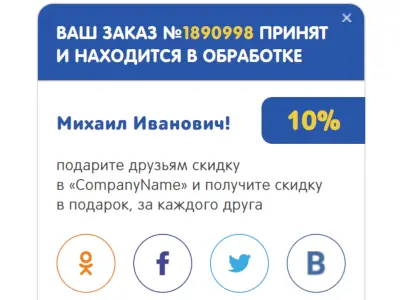 ВАШ ЗАКАЗ №1890998 ПРИНЯТ
И НАХОДИТСЯ В ОБРАБОТКЕ
Михаил Иванович!
10%
подарите друзьям скидку
в «CompanyName» и получите скидку
в подарок, за каждого друга